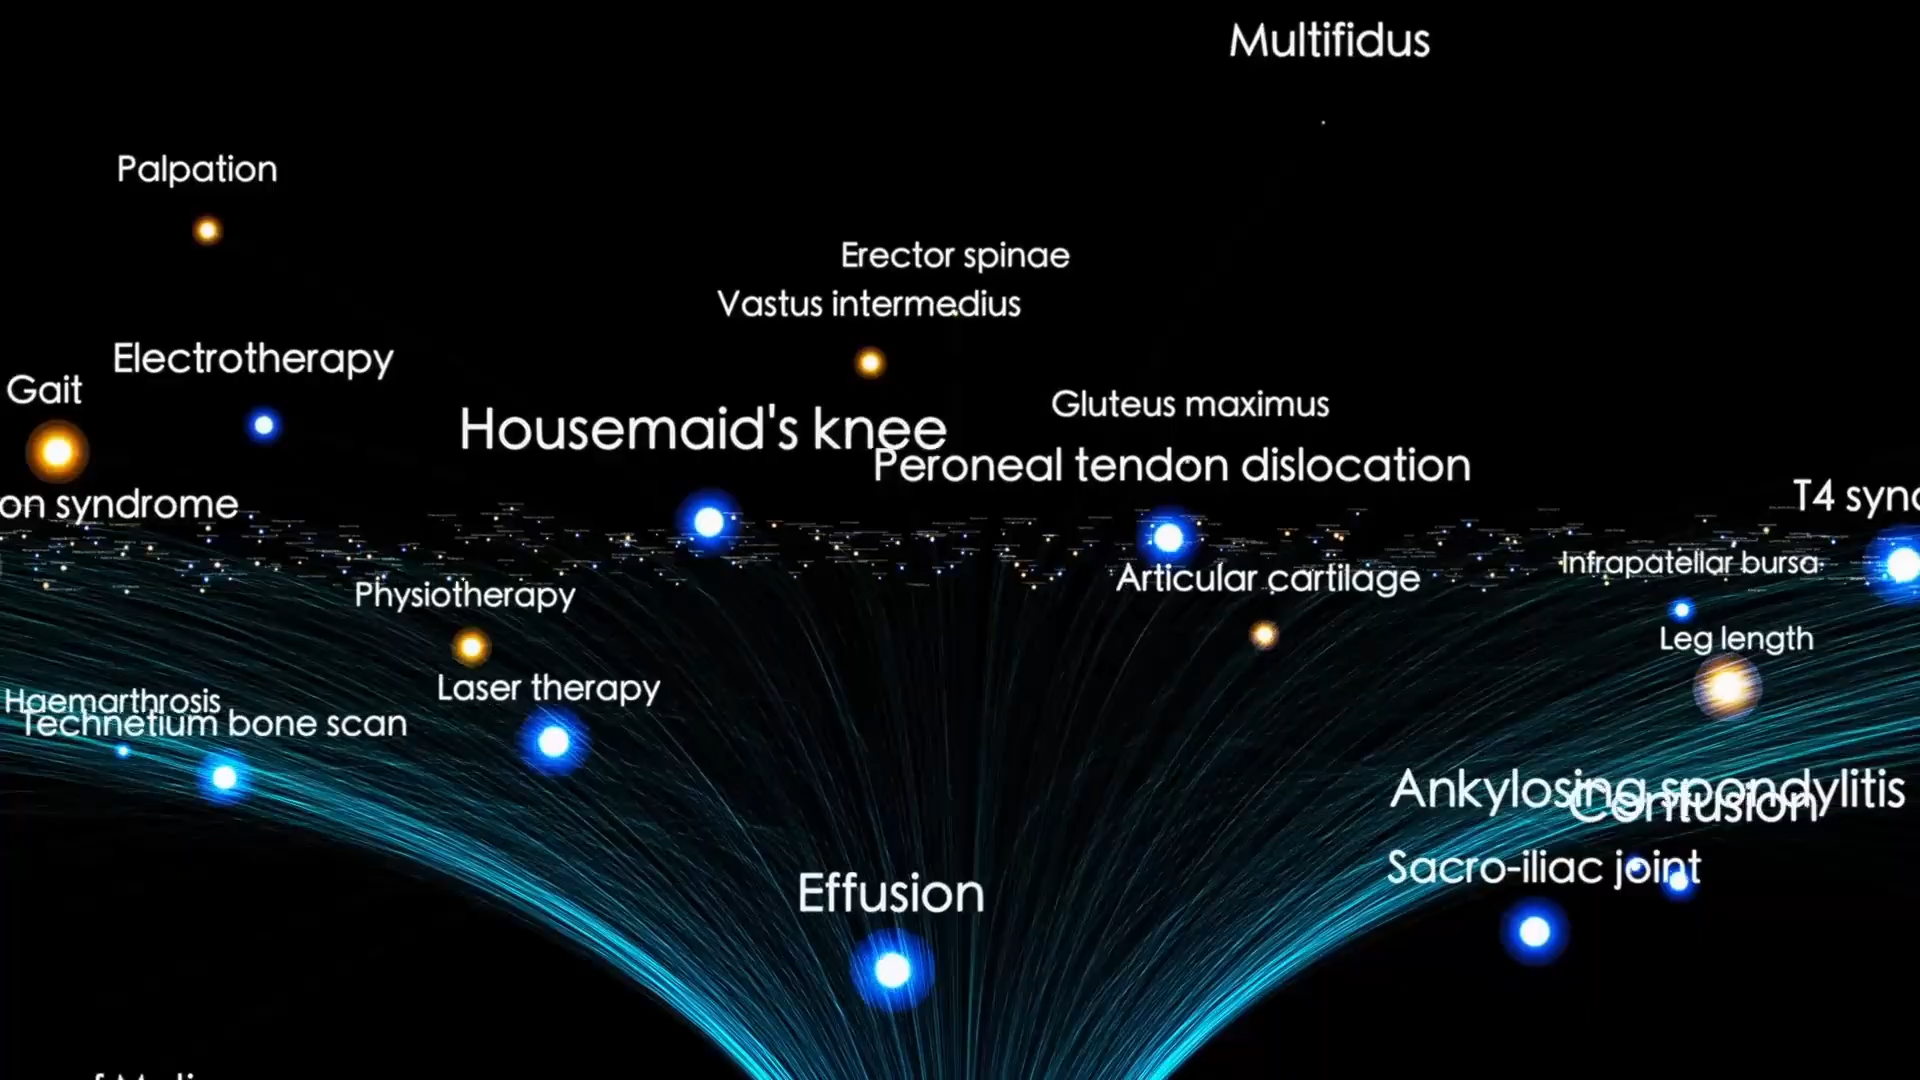 Multifidus
Palpation
Erector spinae
Vastus intermedius
Electrotherapy
Gait
Gluteus maximus
Housemaid's knee
Peroneal tendon dislocation
on syndrome
T4 sync
Infrapatellar bursa
Articular cartilage
Physiotherapy
Leg length
Laser therapy
Haemarthrosis
Technetium bone scan
Ankylosing spondylitis
Sacro-iliac joint
Effusion